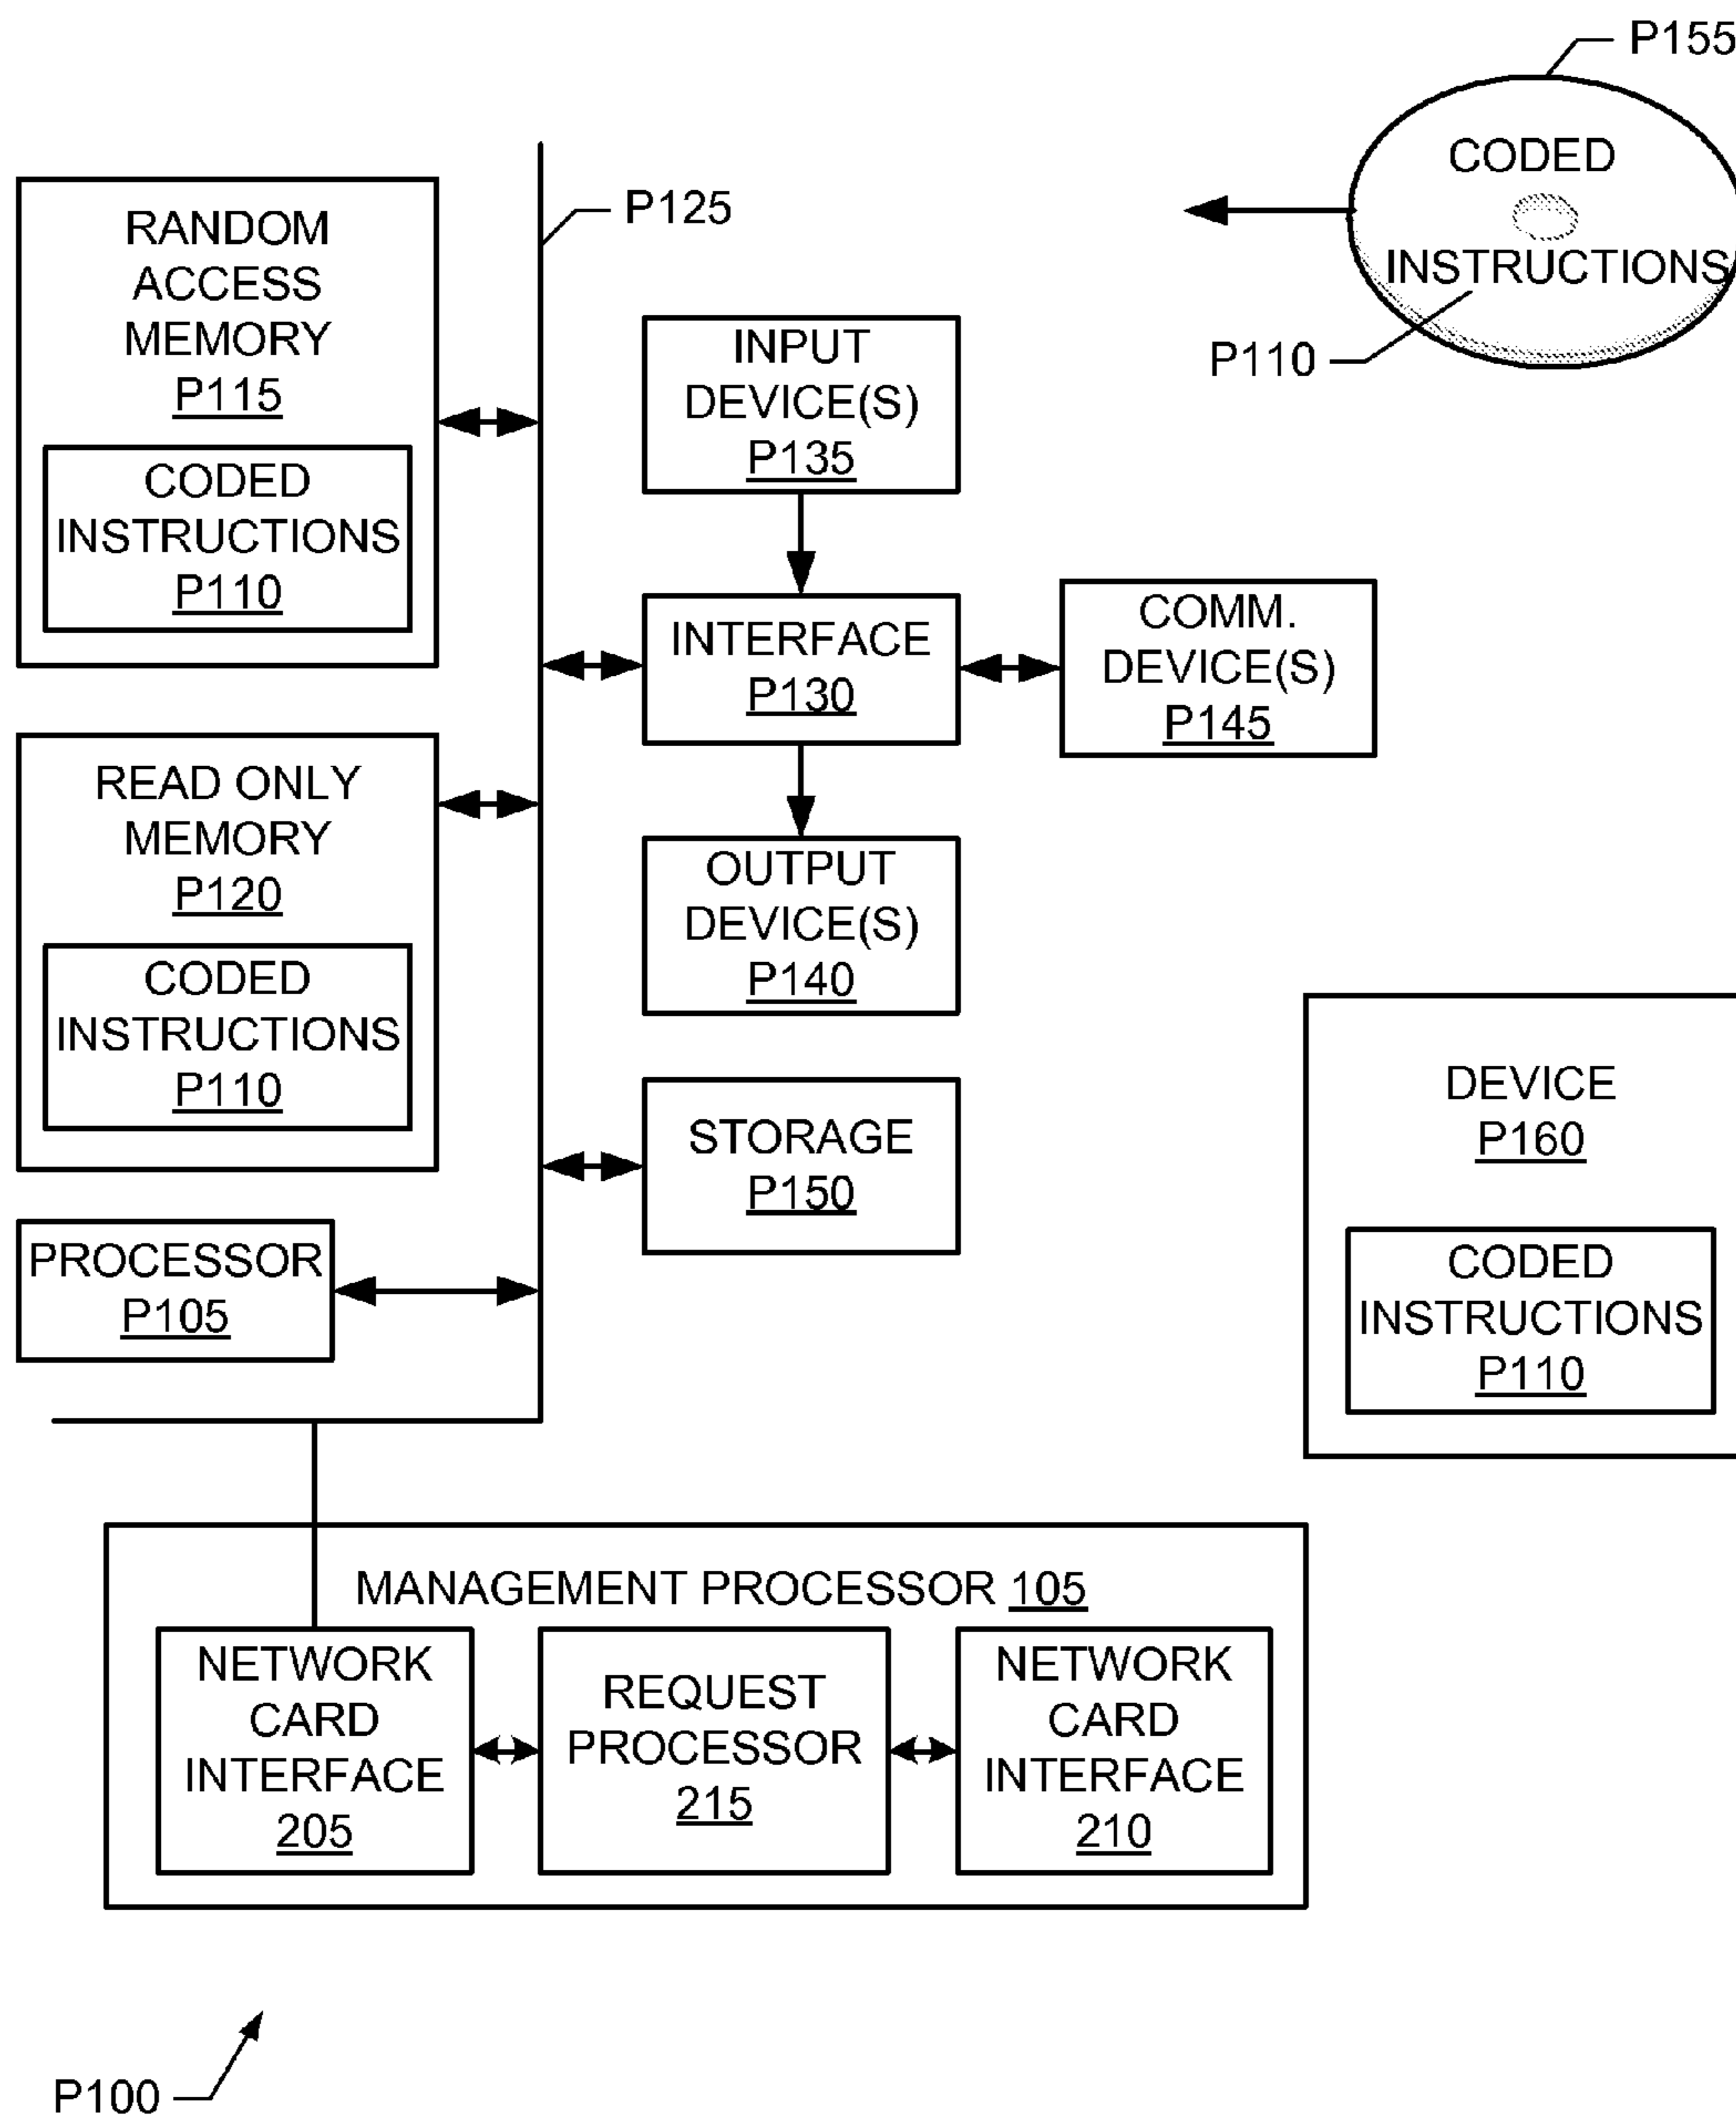 P155
CODED
INSTRUCTIONS
P110
P125
RANDOM
ACCESS
MEMORY
P115
CODED
INSTRUCTIONS
P110
INPUT
DEVICE(S)
P135
INTERFACE
P130
COMM.
DEVICE(S)
P145
READ ONLY
MEMORY
P120
CODED
INSTRUCTIONS
P110
OUTPUT
DEVICE(S)
P140
STORAGE
P150
DEVICE
P160
CODED
INSTRUCTIONS
P110
PROCESSOR
P105
MANAGEMENT PROCESSOR 105
NETWORK
CARD
INTERFACE
205
REQUEST
PROCESSOR
215
NETWORK
CARD
INTERFACE
210
P100